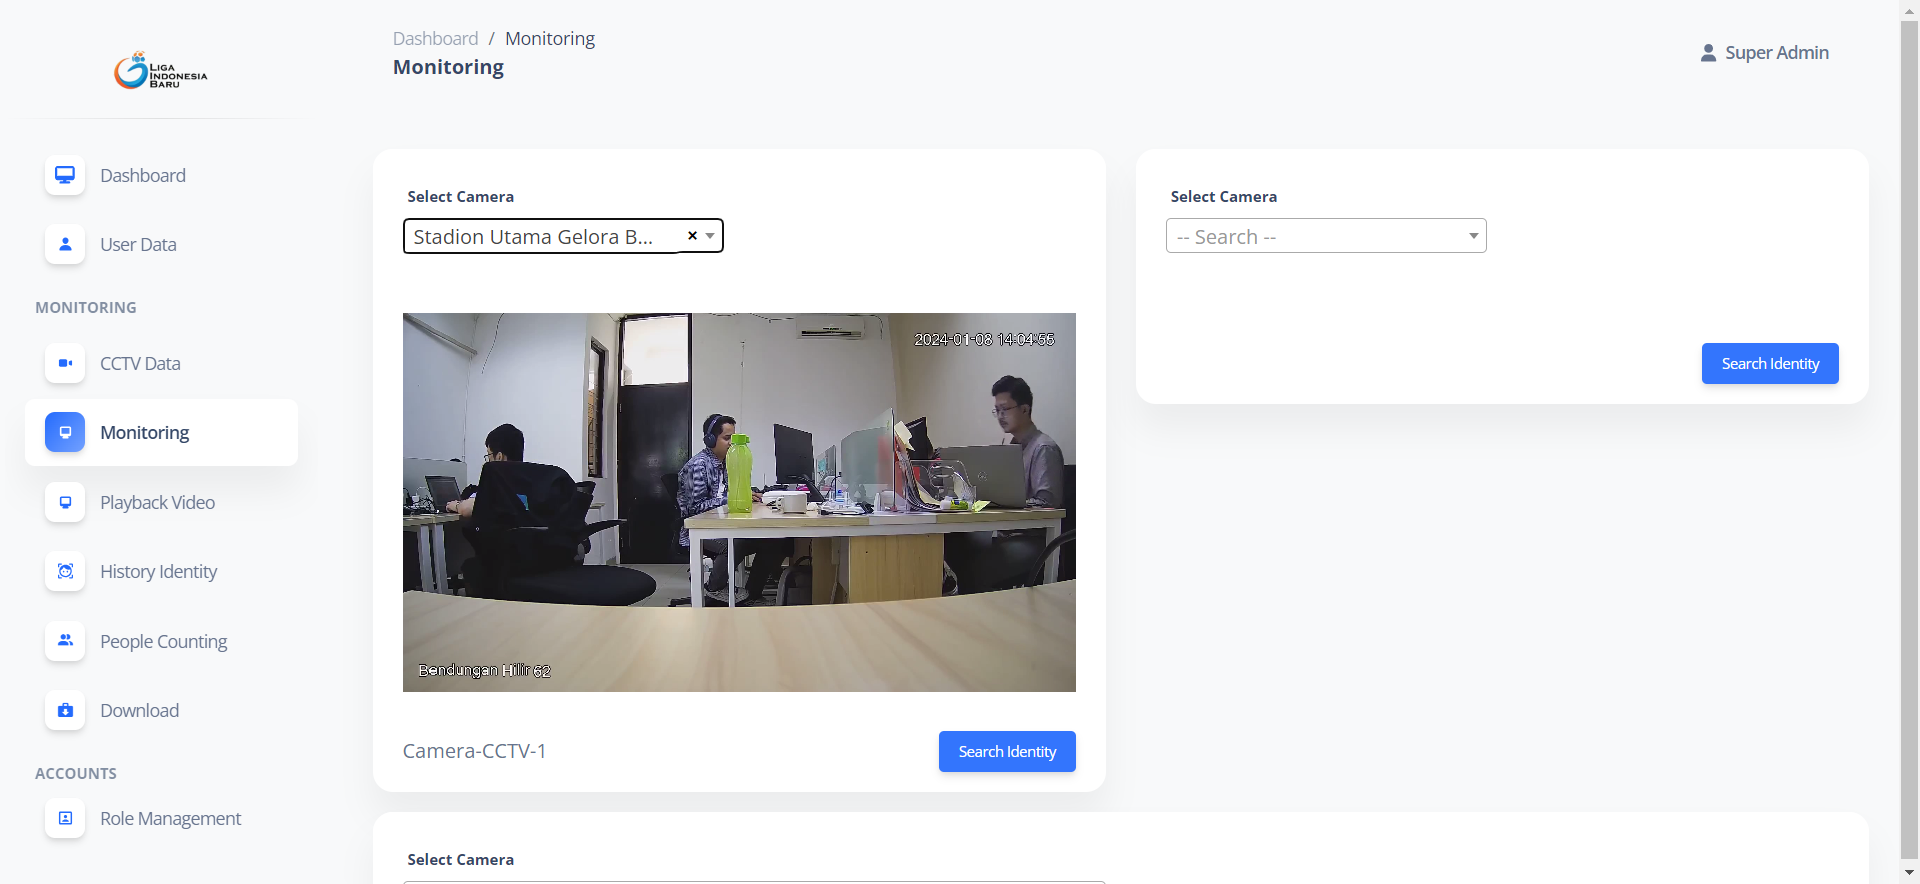 LIGA
INDONESIA
BARU
Dashboard / Monitoring
Monitoring
Super Admin
Dashboard
User Data
MONITORING
CCTV Data
Monitoring
Playback Video
History Identity
People Counting
Download
ACCOUNTS
Role Management
Select Camera
Stadion Utama Gelora B...
2024-01-08 14:04:55
Bendungan Hilir 62
Camera-CCTV-1
Search Identity
Select Camera
-- Search --
Search Identity
Select Camera